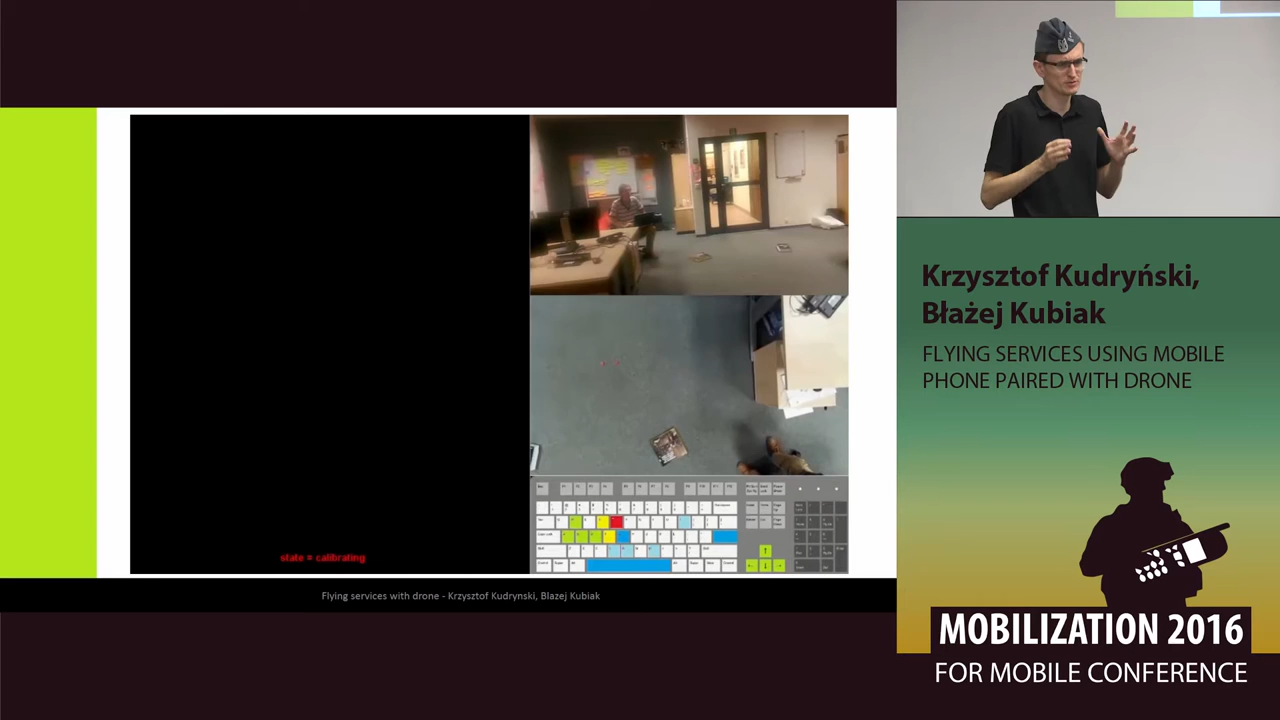 state = calibrating
Flying services with drone - Krzysztof Kudrynski, Blazej Kubiak
Krzysztof Kudryński,
Błażej Kubiak
FLYING SERVICES USING MOBILE
PHONE PAIRED WITH DRONE
MOBILIZATION 2016
FOR MOBILE CONFERENCE